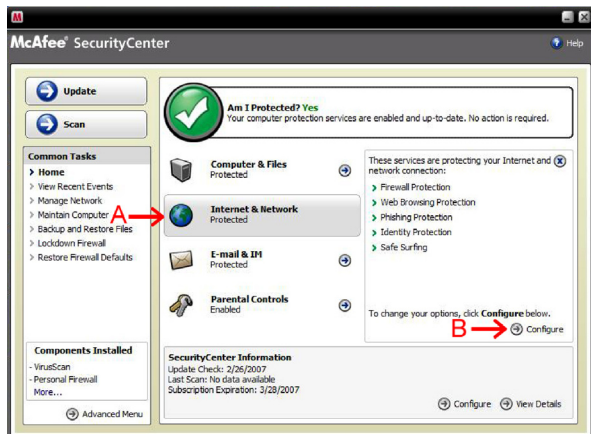 McAfee® SecurityCenter
Help
Update
Scan
Common Tasks
Home
View Recent Events
Manage Network
Maintain Computer
Backup and Restore Files
Lockdown Firewall
Restore Firewall Defaults
Components Installed
- VirusScan
- Personal Firewall
More...
Advanced Menu
Am I Protected? Yes
Your computer protection services are enabled and up-to-date. No action is required.
Computer & Files
Protected
A
Internet & Network
Protected
E-mail & IM
Protected
Parental Controls
Enabled
These services are protecting your Internet and
network connection:
Firewall Protection
Web Browsing Protection
Phishing Protection
Identity Protection
Safe Surfing
To change your options, click Configure below.
B
Configure
SecurityCenter Information
Update Check: 2/26/2007
Last Scan: No data available
Subscription Expiration: 3/28/2007
Configure
View Details